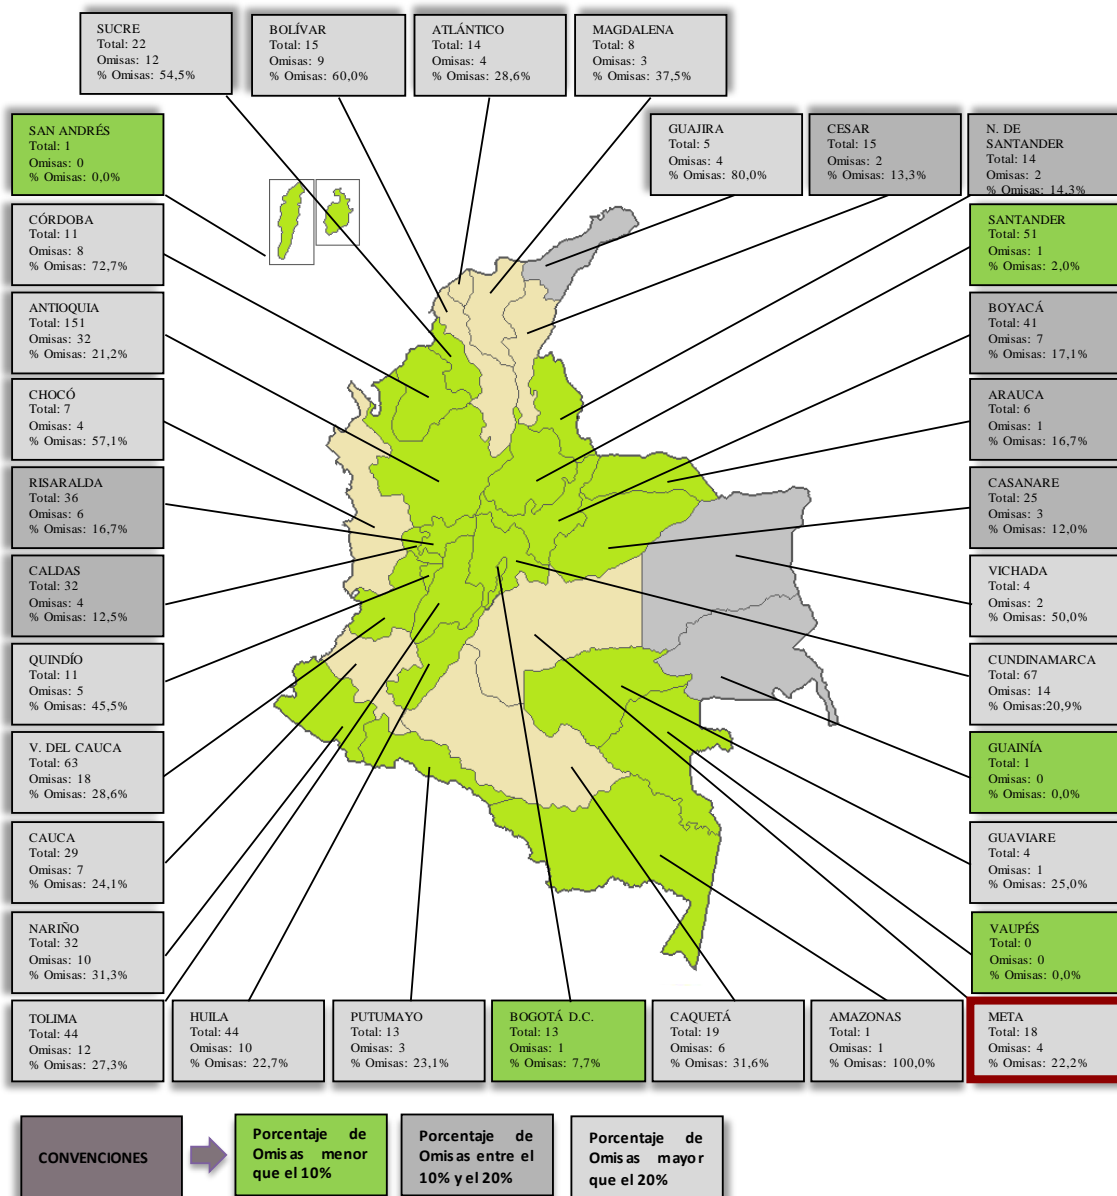 SUCRE
Total: 22
Omisas: 12
% Omisas: 54,5%
BOLÍVAR
Total: 15
Omisas: 9
% Omisas: 60,0%
ATLÁNTICO
Total: 14
Omisas: 4
% Omisas: 28,6%
MAGDALENA
Total: 8
Omisas: 3
% Omisas: 37,5%
SAN ANDRÉS
Total: 1
Omisas: 0
% Omisas: 0,0%
GUAJIRA
Total: 5
Omisas: 4
% Omisas: 80,0%
CESAR
Total: 15
Omisas: 2
% Omisas: 13,3%
N. DE
SANTANDER
Total: 14
Omisas: 2
% Omisas: 14,3%
CÓRDOBA
Total: 11
Omisas: 8
% Omisas: 72,7%
SANTANDER
Total: 51
Omisas: 1
% Omisas: 2,0%
ANTIOQUIA
Total: 151
Omisas: 32
% Omisas: 21,2%
BOYACÁ
Total: 41
Omisas: 7
% Omisas: 17,1%
CHOCÓ
Total: 7
Omisas: 4
% Omisas: 57,1%
ARAUCA
Total: 6
Omisas: 1
% Omisas: 16,7%
RISARALDA
Total: 36
Omisas: 6
% Omisas: 16,7%
CASANARE
Total: 25
Omisas: 3
% Omisas: 12,0%
CALDAS
Total: 32
Omisas: 4
% Omisas: 12,5%
VICHADA
Total: 4
Omisas: 2
% Omisas: 50,0%
QUINDÍO
Total: 11
Omisas: 5
% Omisas: 45,5%
CUNDINAMARCA
Total: 67
Omisas: 14
% Omisas:20,9%
V. DEL CAUCA
Total: 63
Omisas: 18
% Omisas: 28,6%
GUAINÍA
Total: 1
Omisas: 0
% Omisas: 0,0%
CAUCA
Total: 29
Omisas: 7
% Omisas: 24,1%
GUAVIARE
Total: 4
Omisas: 1
% Omisas: 25,0%
NARIÑO
Total: 32
Omisas: 10
% Omisas: 31,3%
VAUPÉS
Total: 0
Omisas: 0
% Omisas: 0,0%
TOLIMA
Total: 44
Omisas: 12
% Omisas: 27,3%
HUILA
Total: 44
Omisas: 10
% Omisas: 22,7%
PUTUMAYO
Total: 13
Omisas: 3
% Omisas: 23,1%
BOGOTÁ D.C.
Total: 13
Omisas: 1
% Omisas: 7,7%
CAQUETÁ
Total: 19
Omisas: 6
% Omisas: 31,6%
AMAZONAS
Total: 1
Omisas: 1
% Omisas: 100,0%
META
Total: 18
Omisas: 4
% Omisas: 22,2%
CONVENCIONES
Porcentaje de
Omisas menor
que el 10%
Porcentaje de
Omisas entre el
10% y el 20%
Porcentaje de
Omisas mayor
que el 20%